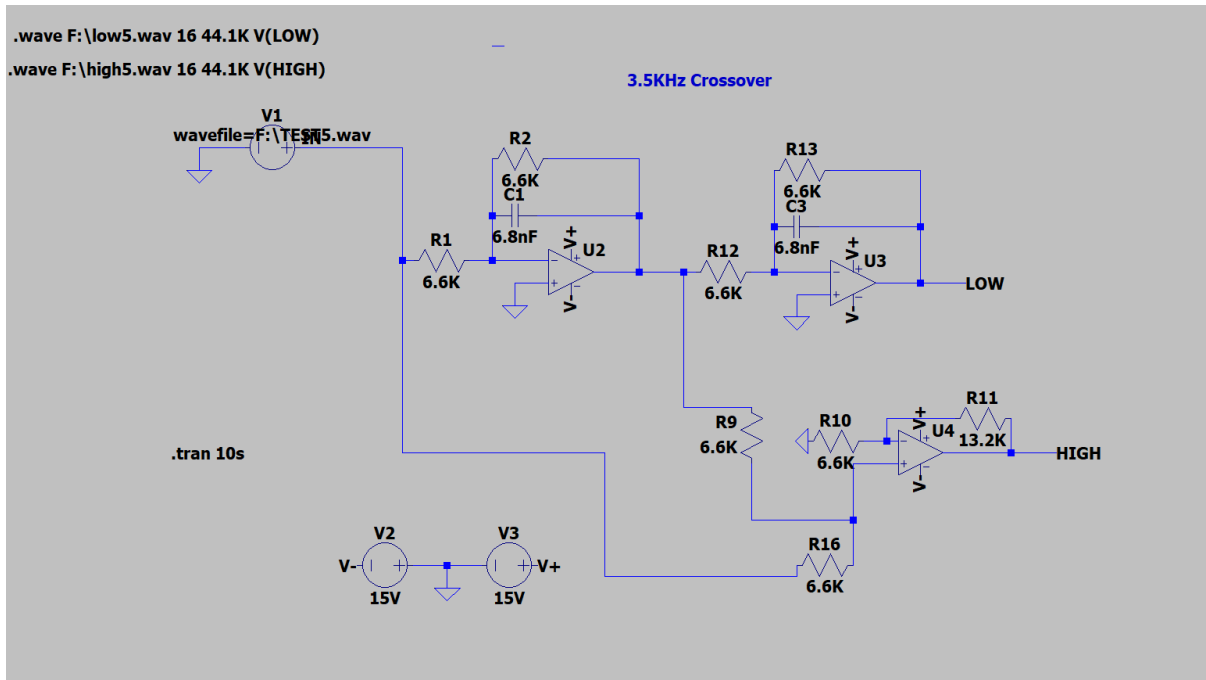 .wave F:\low5.wav 16 44.1K V(LOW)
.wave F:\high5.wav 16 44.1K V(HIGH)
3.5KHz Crossover
V1
wavefile=F:\TEST5.wav
IN
R2
6.6K
C1
6.8nF
R1
6.6K
V+
U2
V-
R13
6.6K
C3
6.8nF
R12
6.6K
V+
U3
V-
LOW
R9
6.6K
R10
6.6K
V+
U4
V-
R11
13.2K
HIGH
.tran 10s
R16
6.6K
V2
V-
15V
V3
V+
15V